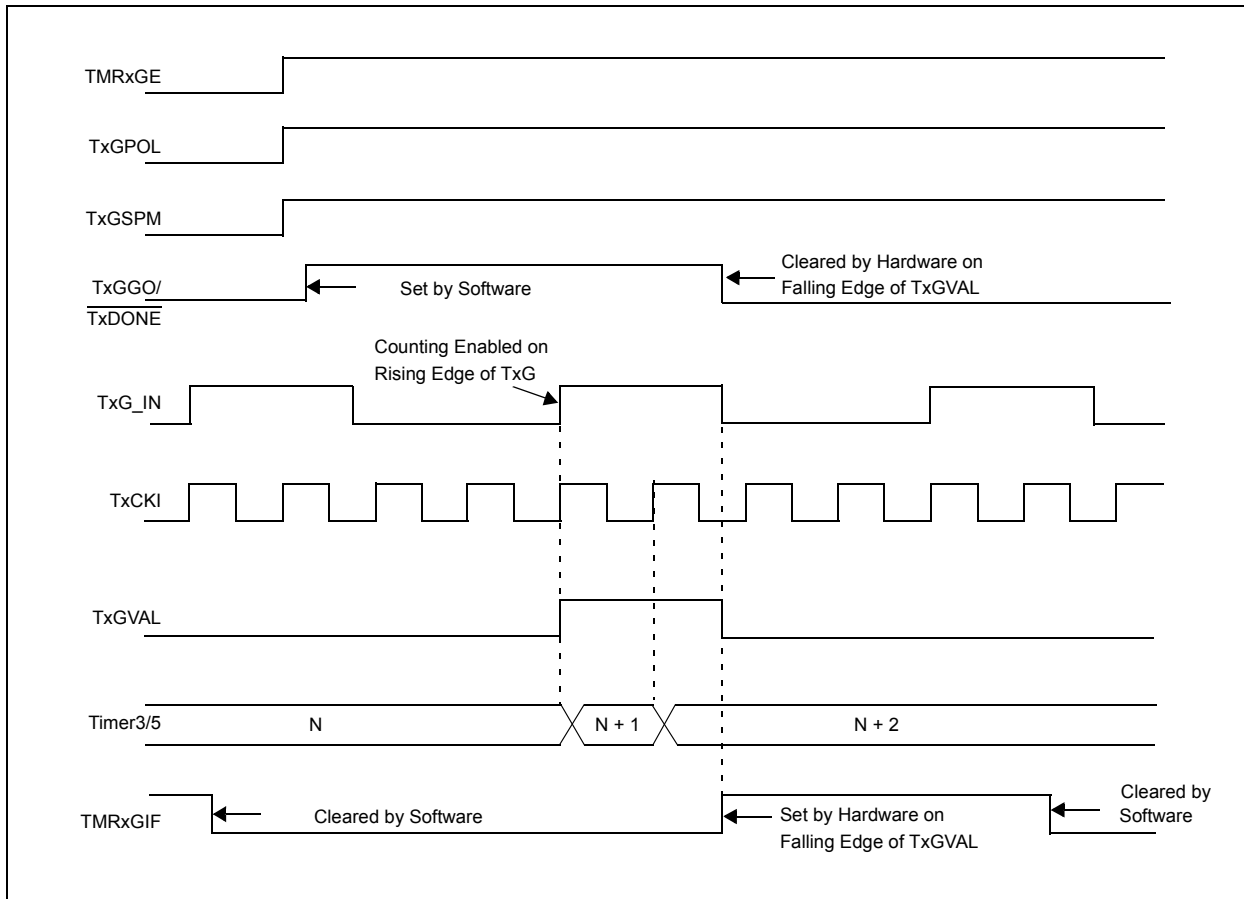 TMRxGE
TxGPOL
TxGSPM
TxGGO/
TxDONE
Set by Software
Cleared by Hardware on
Falling Edge of TxGVAL
Counting Enabled on
Rising Edge of TxG
TxG_IN
TxCKI
TxGVAL
Timer3/5
N
N + 1
N + 2
TMRxGIF
Cleared by Software
Set by Hardware on
Falling Edge of TxGVAL
Cleared by
Software